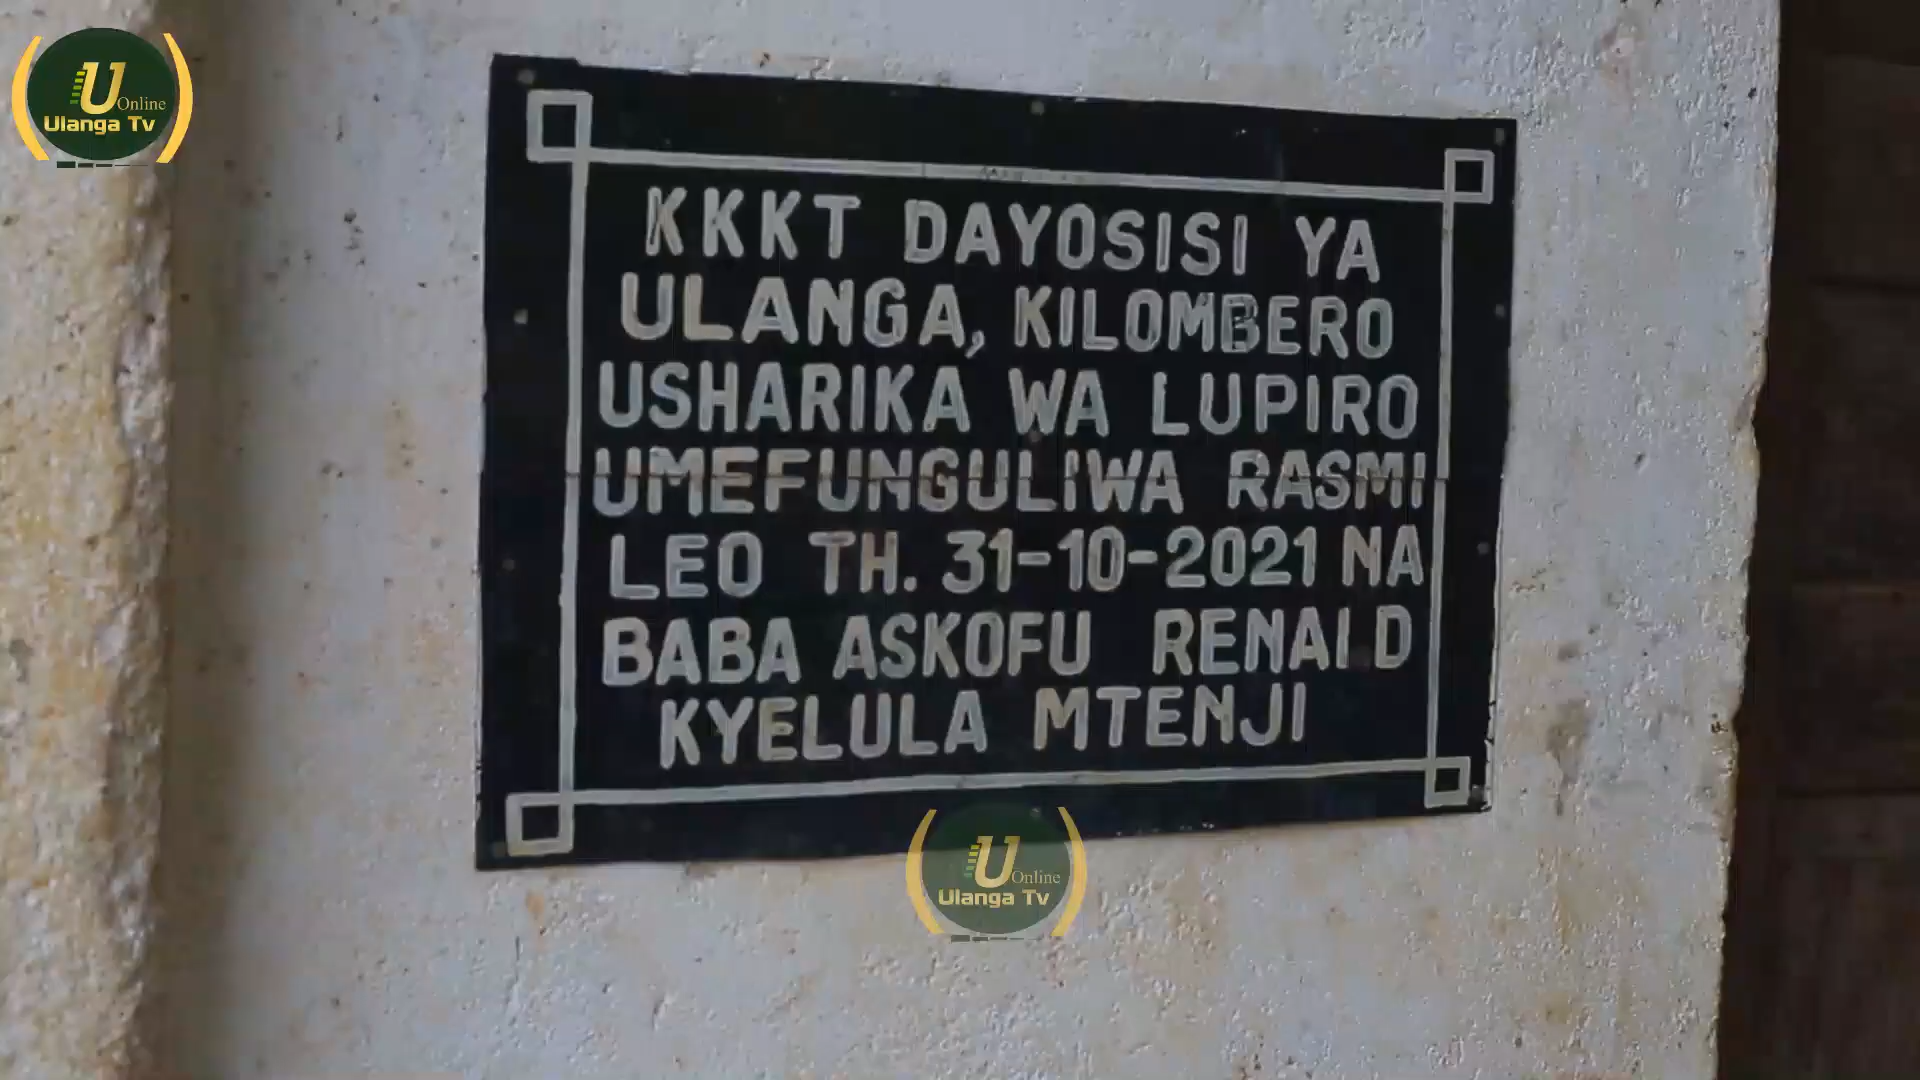 U Online
Ulanga Tv
KKKT DAYOSISI YA
ULANGA, KILOMBERO
USHARIKA WA LUPIRO
UMEFUNGULIWA RASMI
LEO TH. 31-10-2021 NA
BABA ASKOFU RENAID
KYELULA MTENJI
U Online
Ulanga Tv